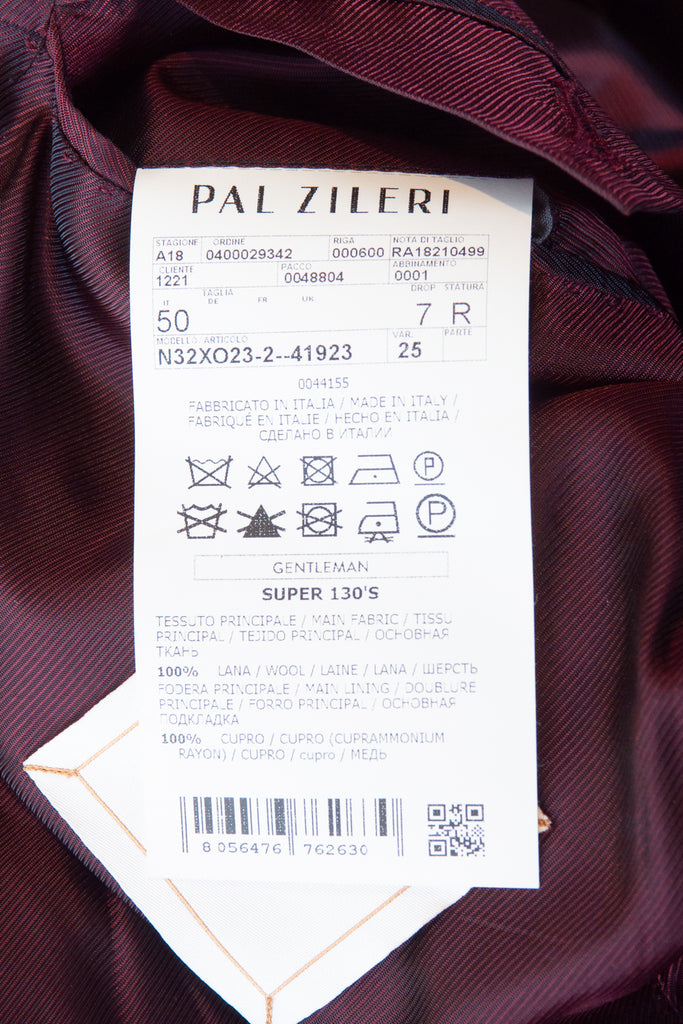 PAL ZILERI
STAGIONE ORDINE RIGA NOTA DI TAGLIO
A18 0400029342 000600 RA18210499
CLIENTE PACCO ABBINAMENTO
1221 0048804 0001
TAGLIA DROP STATURA
IT DE FR UK
50 7 R
MODELLO/ARTICOLO VAR. PARTE
N32XO23-2--41923 25
0044155
FABBRICATO IN ITALIA / MADE IN ITALY /
FABRIQUÉ EN ITALIE / HECHO EN ITALIA /
СДЕЛАНО В ИТАЛИИ
P
P
GENTLEMAN
SUPER 130'S
TESSUTO PRINCIPALE / MAIN FABRIC / TISSU
PRINCIPAL / TEJIDO PRINCIPAL / ОСНОВНАЯ
ТКАНЬ
100% LANA / WOOL / LAINE / LANA / ШЕРСТЬ
FODERA PRINCIPALE / MAIN LINING / DOUBLURE
PRINCIPALE / FORRO PRINCIPAL / ОСНОВНАЯ
ПОДКЛАДКА
100% CUPRO / CUPRO (CUPRAMMONIUM
RAYON) / CUPRO / cupro / МЕДЬ
8 056476 762630